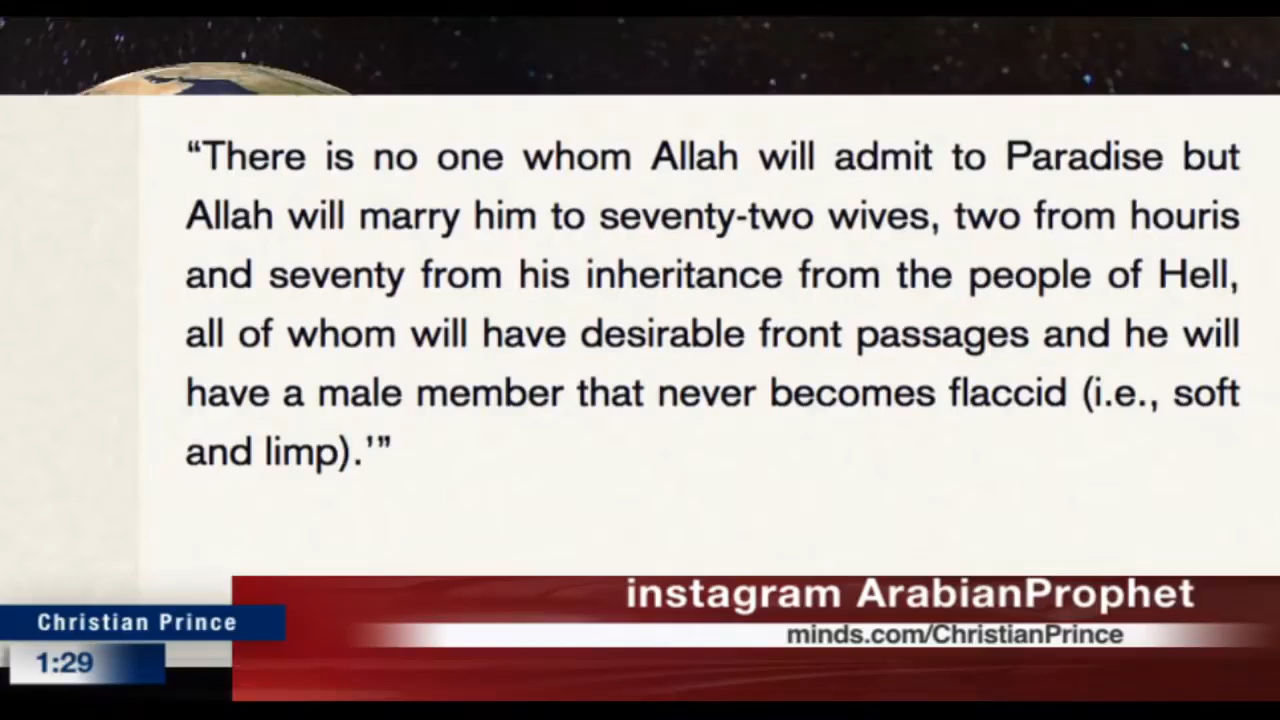 “There is no one whom Allah will admit to Paradise but
Allah will marry him to seventy-two wives, two from houris
and seventy from his inheritance from the people of Hell,
all of whom will have desirable front passages and he will
have a male member that never becomes flaccid (i.e., soft
and limp).’”
instagram ArabianProphet
Christian Prince
minds.com/ChristianPrince
1:29